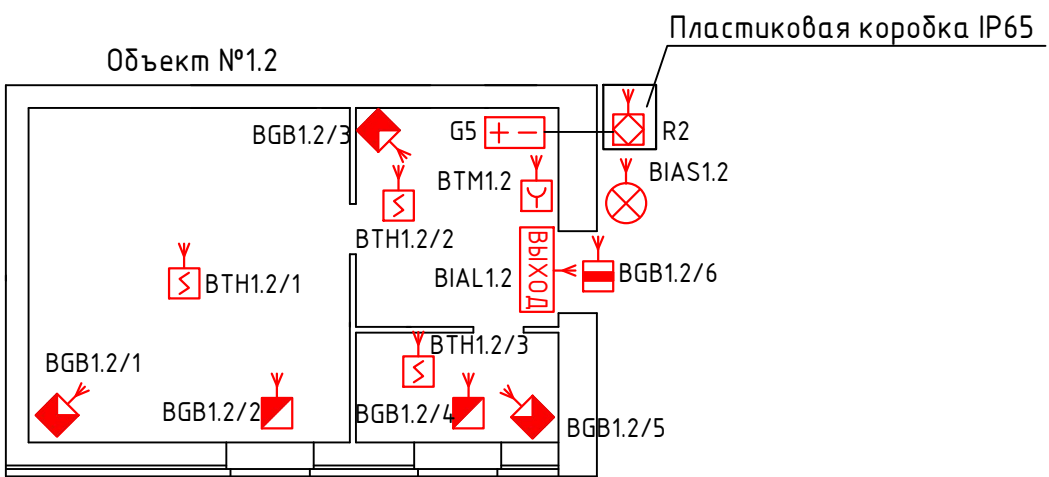 Пластиковая коробка IP65
Объект №1.2
BGB1.2/3
G5
+ −
R2
BTM1.2
BIAS1.2
BTH1.2/2
ВЫХОД
BIAL1.2
BGB1.2/6
BTH1.2/1
BTH1.2/3
BGB1.2/1
BGB1.2/2
BGB1.2/4
BGB1.2/5